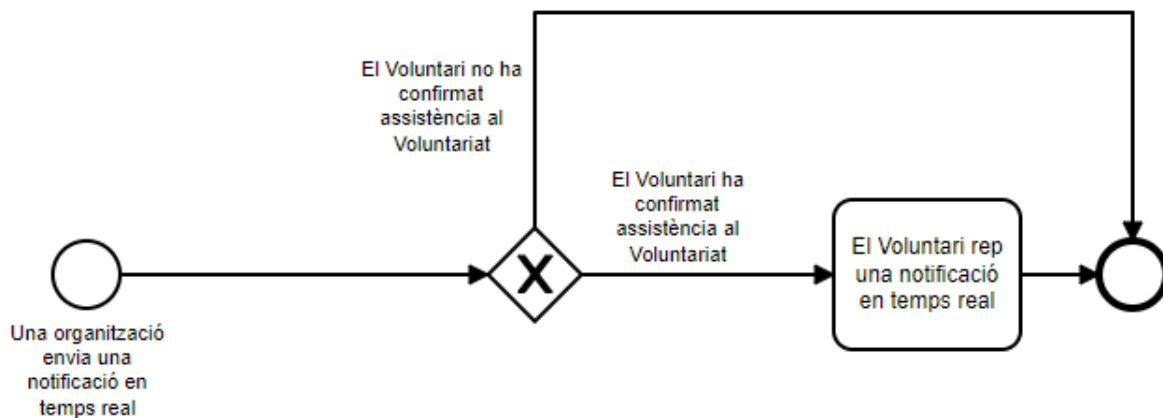 El Voluntari no ha
confirmat
assistència al
Voluntariat
El Voluntari ha
confirmat
assistència al
Voluntariat
El Voluntari rep
una notificació
en temps real
X
Una organització
envia una
notificació en
temps real